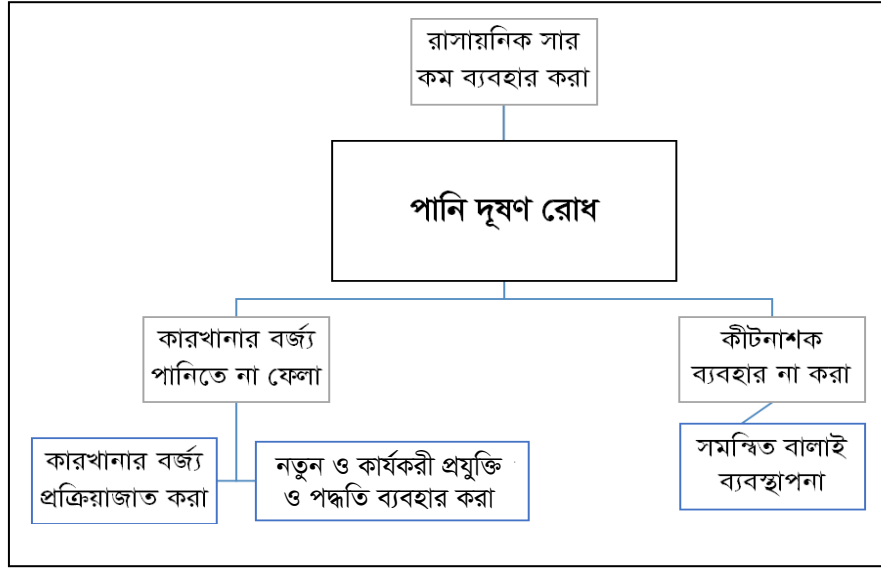 রাসায়নিক সার
কম ব্যবহার করা
পানি দূষণ রোধ
কারখানার বর্জ্য
পানিতে না ফেলা
কীটনাশক
ব্যবহার না করা
কারখানার বর্জ্য
প্রক্রিয়াজাত করা
নতুন ও কার্যকরী প্রযুক্তি
ও পদ্ধতি ব্যবহার করা
সমন্বিত বালাই
ব্যবস্থাপনা